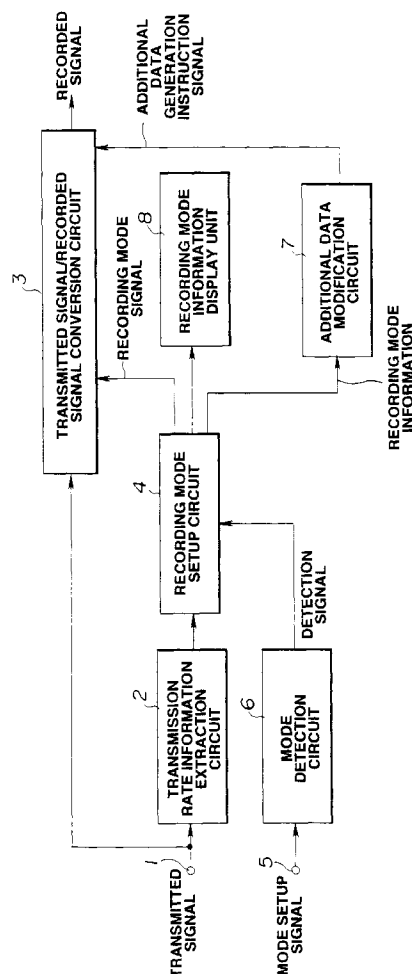 TRANSMITTED
SIGNAL
1
TRANSMISSION
RATE INFORMATION
EXTRACTION
CIRCUIT
2
MODE SETUP
SIGNAL
5
MODE
DETECTION
CIRCUIT
6
DETECTION
SIGNAL
RECORDING MODE
SETUP CIRCUIT
4
TRANSMITTED SIGNAL/RECORDED
SIGNAL CONVERSION CIRCUIT
3
RECORDING MODE
SIGNAL
RECORDING MODE
INFORMATION
DISPLAY UNIT
8
ADDITIONAL DATA
MODIFICATION
CIRCUIT
7
RECORDING MODE
INFORMATION
RECORDED
SIGNAL
ADDITIONAL
DATA
GENERATION
INSTRUCTION
SIGNAL